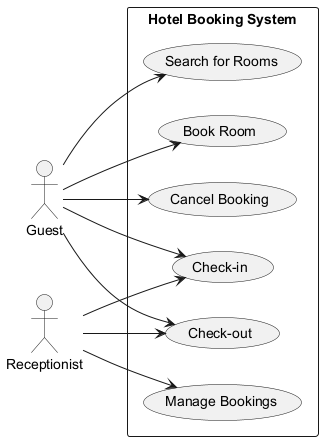 Hotel Booking System
Search for Rooms
Book Room
Cancel Booking
Guest
Check-in
Check-out
Receptionist
Manage Bookings